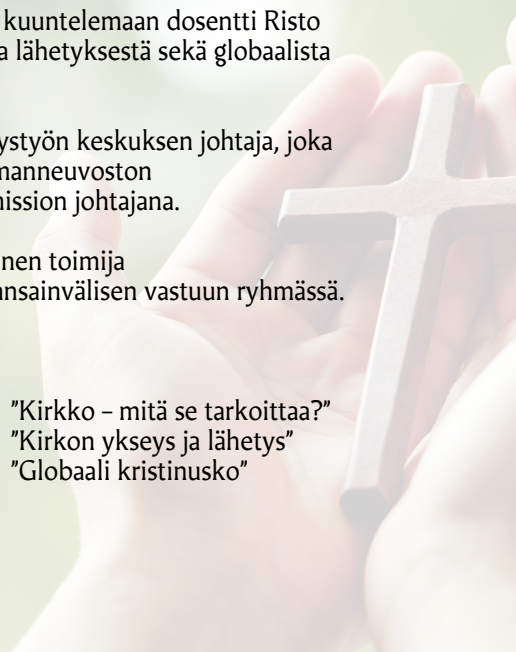 kuuntelemaan dosentti Risto
a lähetyksestä sekä globaalista
ystyön keskuksen johtaja, joka
manneuvoston
nission johtajana.
nen toimija
ansainvälisen vastuun ryhmässä.
"Kirkko – mitä se tarkoittaa?"
"Kirkon ykseys ja lähetys"
"Globaali kristinusko"